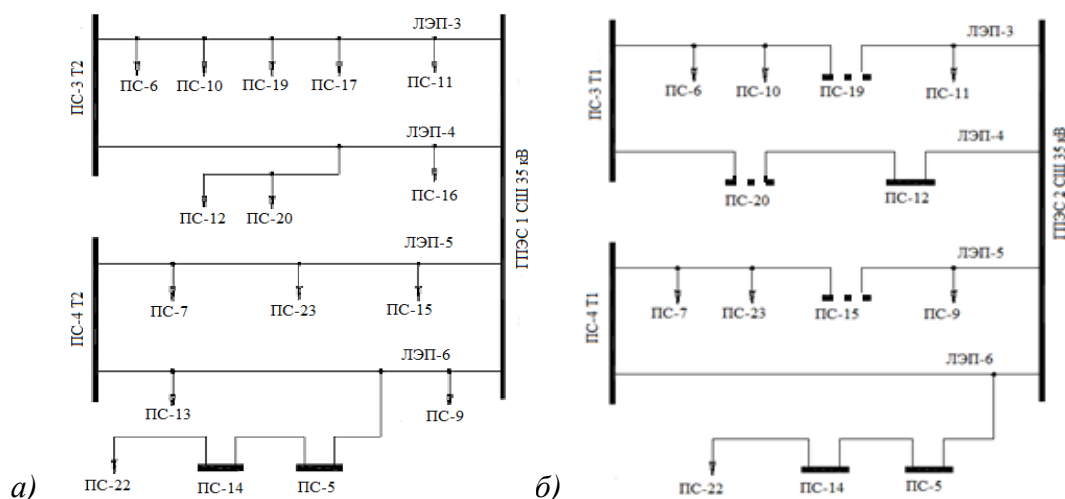 ЛЭП-3
ПС-6 ПС-10 ПС-19 ПС-17 ПС-11
ПС-3 Т2
ЛЭП-4
ПС-12 ПС-20 ПС-16
ГПЭС 1 СШ 35 кВ
ЛЭП-5
ПС-7 ПС-23 ПС-15
ПС-4 Т2
ЛЭП-6
ПС-13 ПС-9
ПС-22 ПС-14 ПС-5
а)
ЛЭП-3
ПС-6 ПС-10 ПС-19 ПС-11
ПС-3 Т1
ЛЭП-4
ПС-20 ПС-12
ГПЭС 2 СШ 35 кВ
ЛЭП-5
ПС-7 ПС-23 ПС-15 ПС-9
ПС-4 Т1
ЛЭП-6
ПС-22 ПС-14 ПС-5
б)